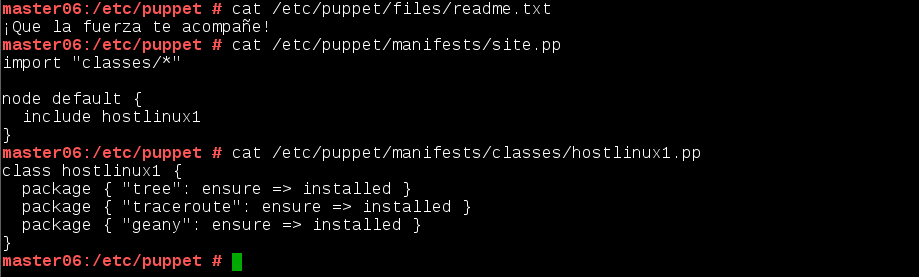 master06:/etc/puppet # cat /etc/puppet/files/readme.txt
¡Que la fuerza te acompañe!
master06:/etc/puppet # cat /etc/puppet/manifests/site.pp
import "classes/*"
node default {
  include hostlinux1
}
master06:/etc/puppet # cat /etc/puppet/manifests/classes/hostlinux1.pp
class hostlinux1 {
  package { "tree": ensure => installed }
  package { "traceroute": ensure => installed }
  package { "geany": ensure => installed }
}
master06:/etc/puppet #